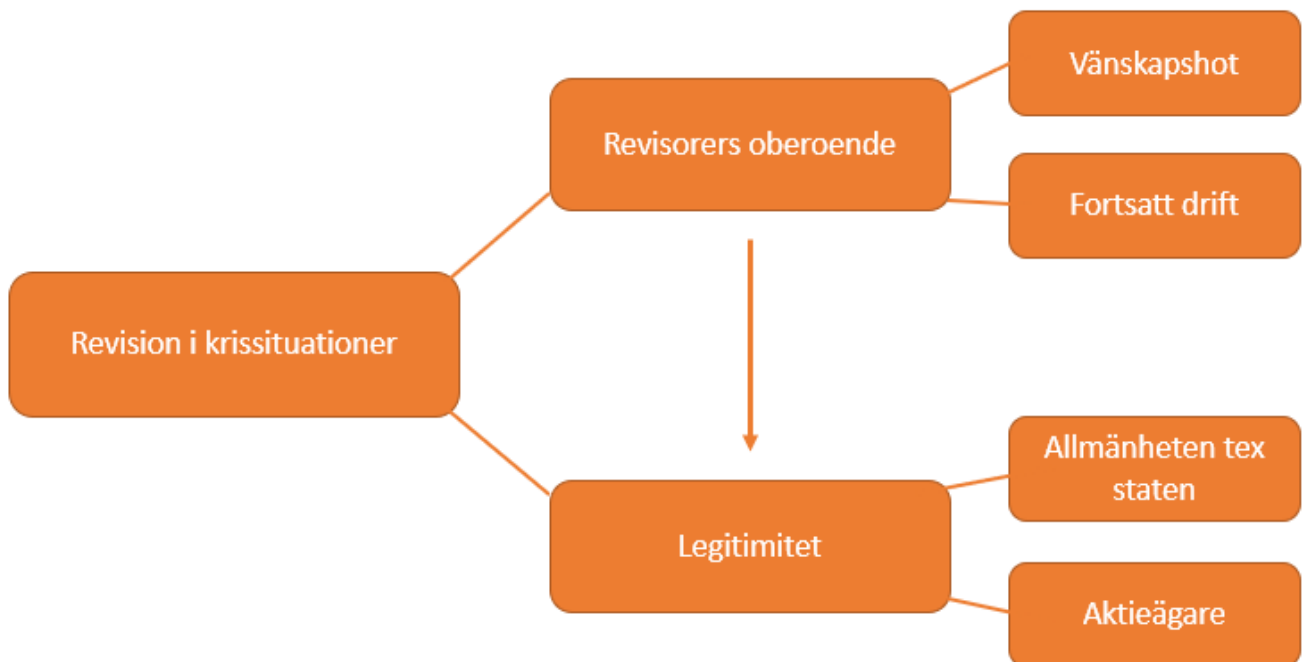 Vänskapshot
Revisorers oberoende
Fortsatt drift
Revision i krissituationer
Allmänheten tex
staten
Legitimitet
Aktieägare